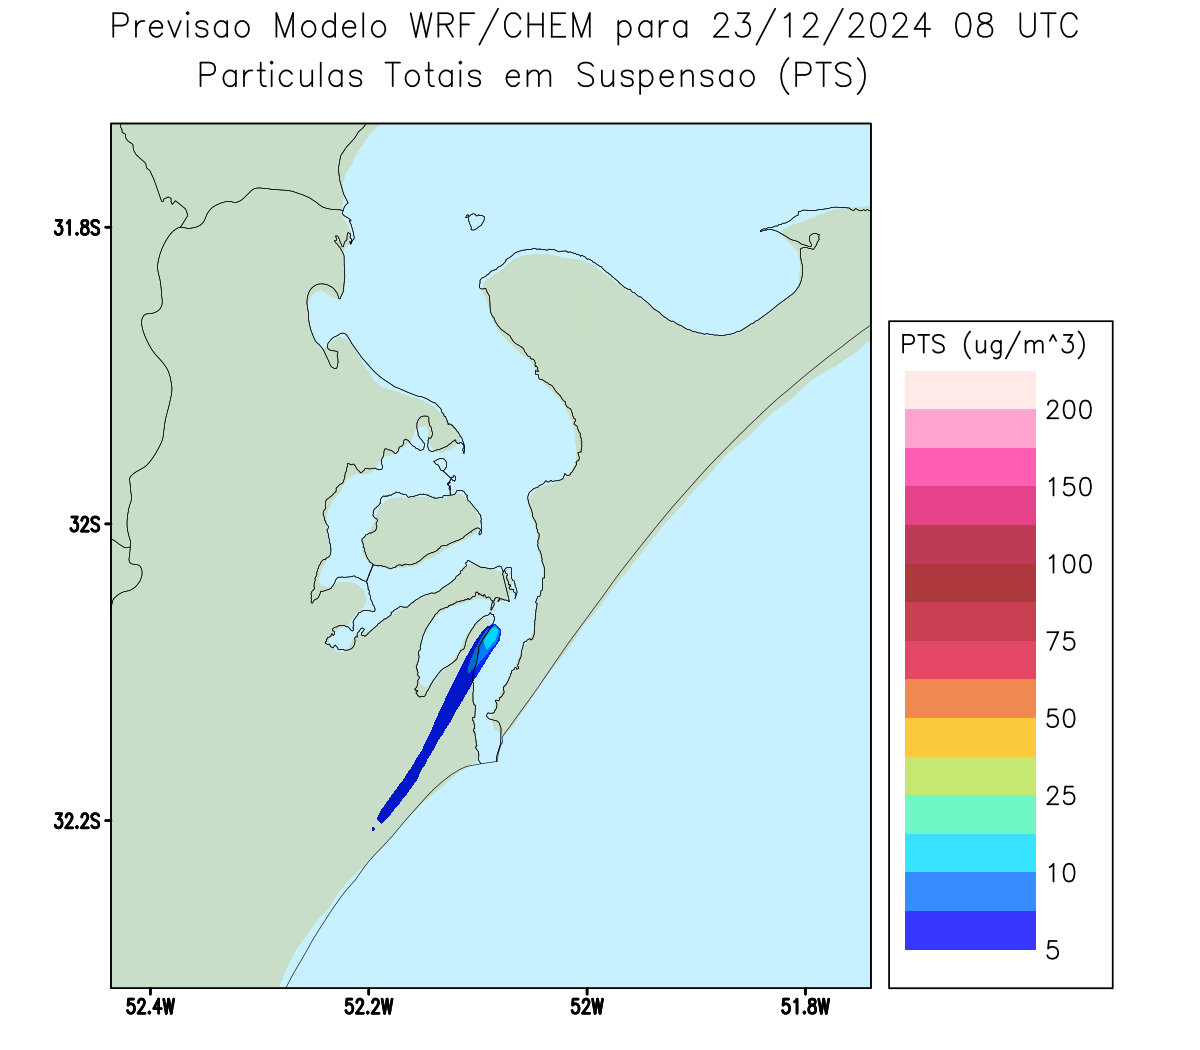 Previsao Modelo WRF/CHEM para 23/12/2024 08 UTC
Particulas Totais em Suspensao (PTS)
31.8S
32S
32.2S
52.4W
52.2W
52W
51.8W
PTS (ug/m^3)
200
150
100
75
50
25
10
5